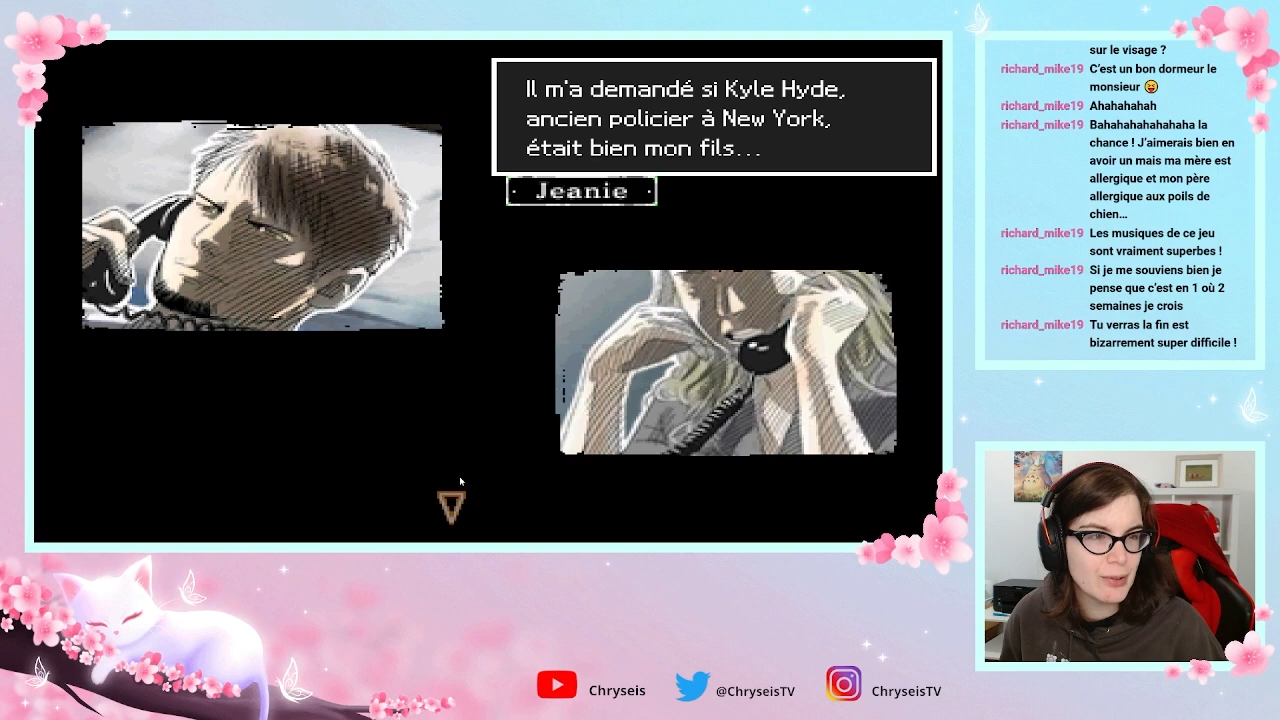 Il m'a demandé si Kyle Hyde,
ancien policier à New York,
était bien mon fils...
Jeanie
sur le visage ?
richard_mike19 C'est un bon dormeur le
monsieur 😛
richard_mike19 Ahahahahah
richard_mike19 Bahahahahahahaha la
chance ! J'aimerais bien en
avoir un mais ma mère est
allergique et mon père
allergique aux poils de
chien...
richard_mike19 Les musiques de ce jeu
sont vraiment superbes !
richard_mike19 Si je me souviens bien je
pense que c'est en 1 où 2
semaines je crois
richard_mike19 Tu verras la fin est
bizarrement super difficile !
Chryseis
@ChryseisTV
ChryseisTV